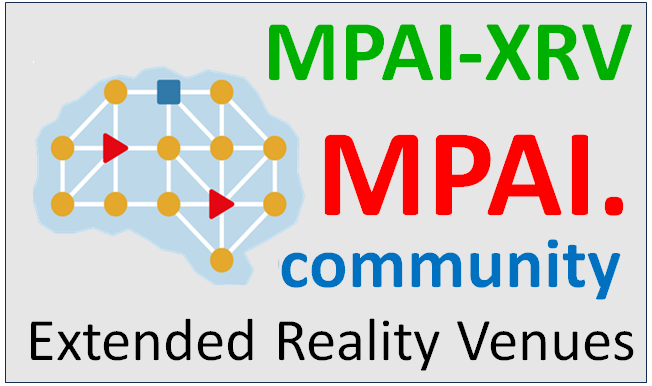 MPAI-XRV
MPAI.
community
Extended Reality Venues